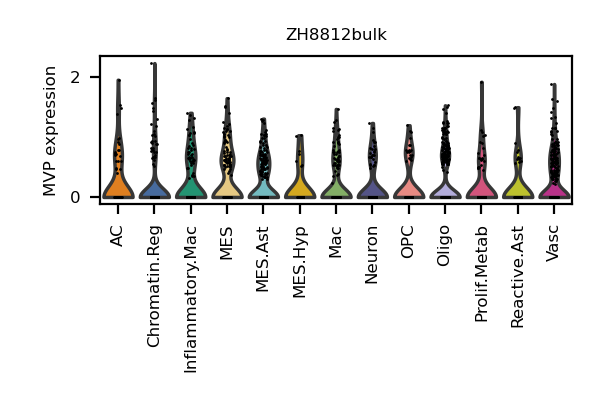 ZH8812bulk
MVP expression
2
0
AC
Chromatin.Reg
Inflammatory.Mac
MES
MES.Ast
MES.Hyp
Mac
Neuron
OPC
Oligo
Prolif.Metab
Reactive.Ast
Vasc